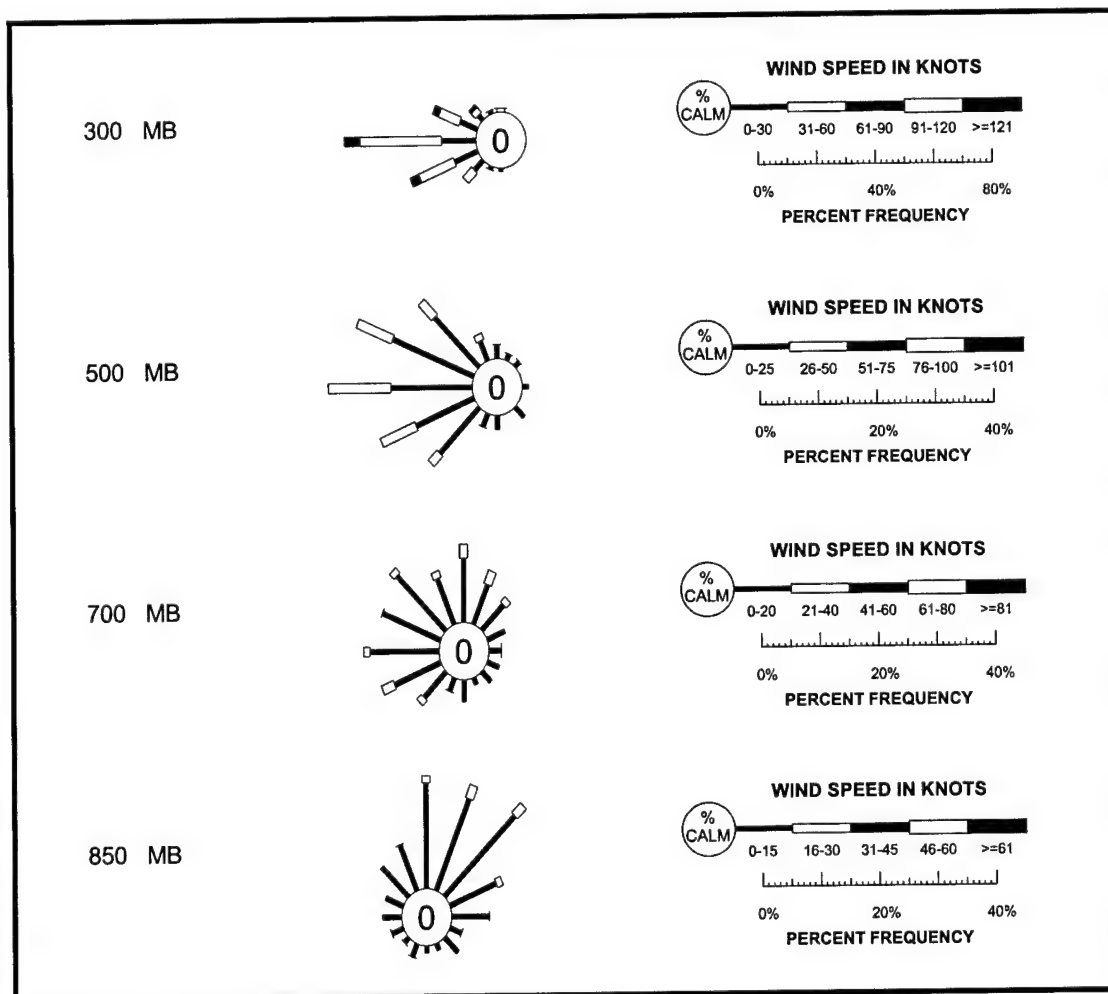 WIND SPEED IN KNOTS
300 MB
0
% CALM
0-30 31-60 61-90 91-120 >=121
0% 40% 80%
PERCENT FREQUENCY
WIND SPEED IN KNOTS
500 MB
0
% CALM
0-25 26-50 51-75 76-100 >=101
0% 20% 40%
PERCENT FREQUENCY
WIND SPEED IN KNOTS
700 MB
0
% CALM
0-20 21-40 41-60 61-80 >=81
0% 20% 40%
PERCENT FREQUENCY
WIND SPEED IN KNOTS
850 MB
0
% CALM
0-15 16-30 31-45 46-60 >=61
0% 20% 40%
PERCENT FREQUENCY